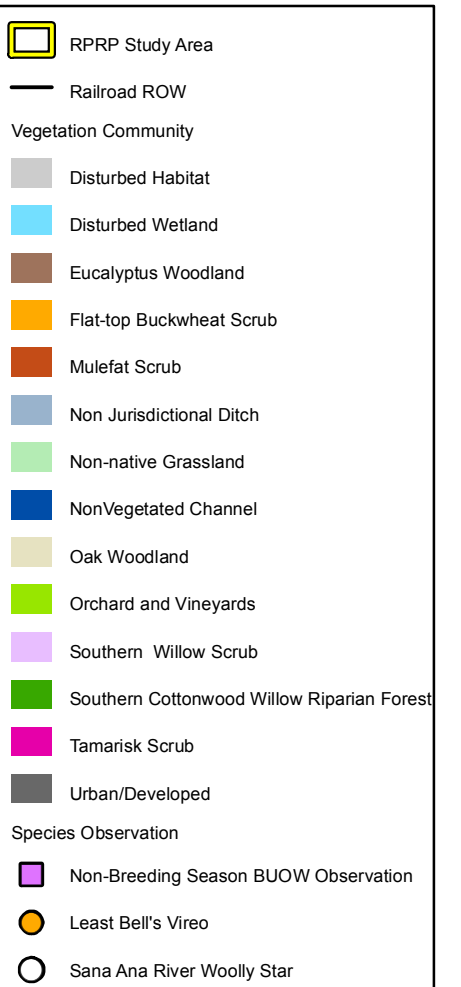 RPRP Study Area
Railroad ROW
Vegetation Community
Disturbed Habitat
Disturbed Wetland
Eucalyptus Woodland
Flat-top Buckwheat Scrub
Mulefat Scrub
Non Jurisdictional Ditch
Non-native Grassland
NonVegetated Channel
Oak Woodland
Orchard and Vineyards
Southern  Willow Scrub
Southern Cottonwood Willow Riparian Forest
Tamarisk Scrub
Urban/Developed
Species Observation
Non-Breeding Season BUOW Observation
Least Bell's Vireo
Sana Ana River Woolly Star